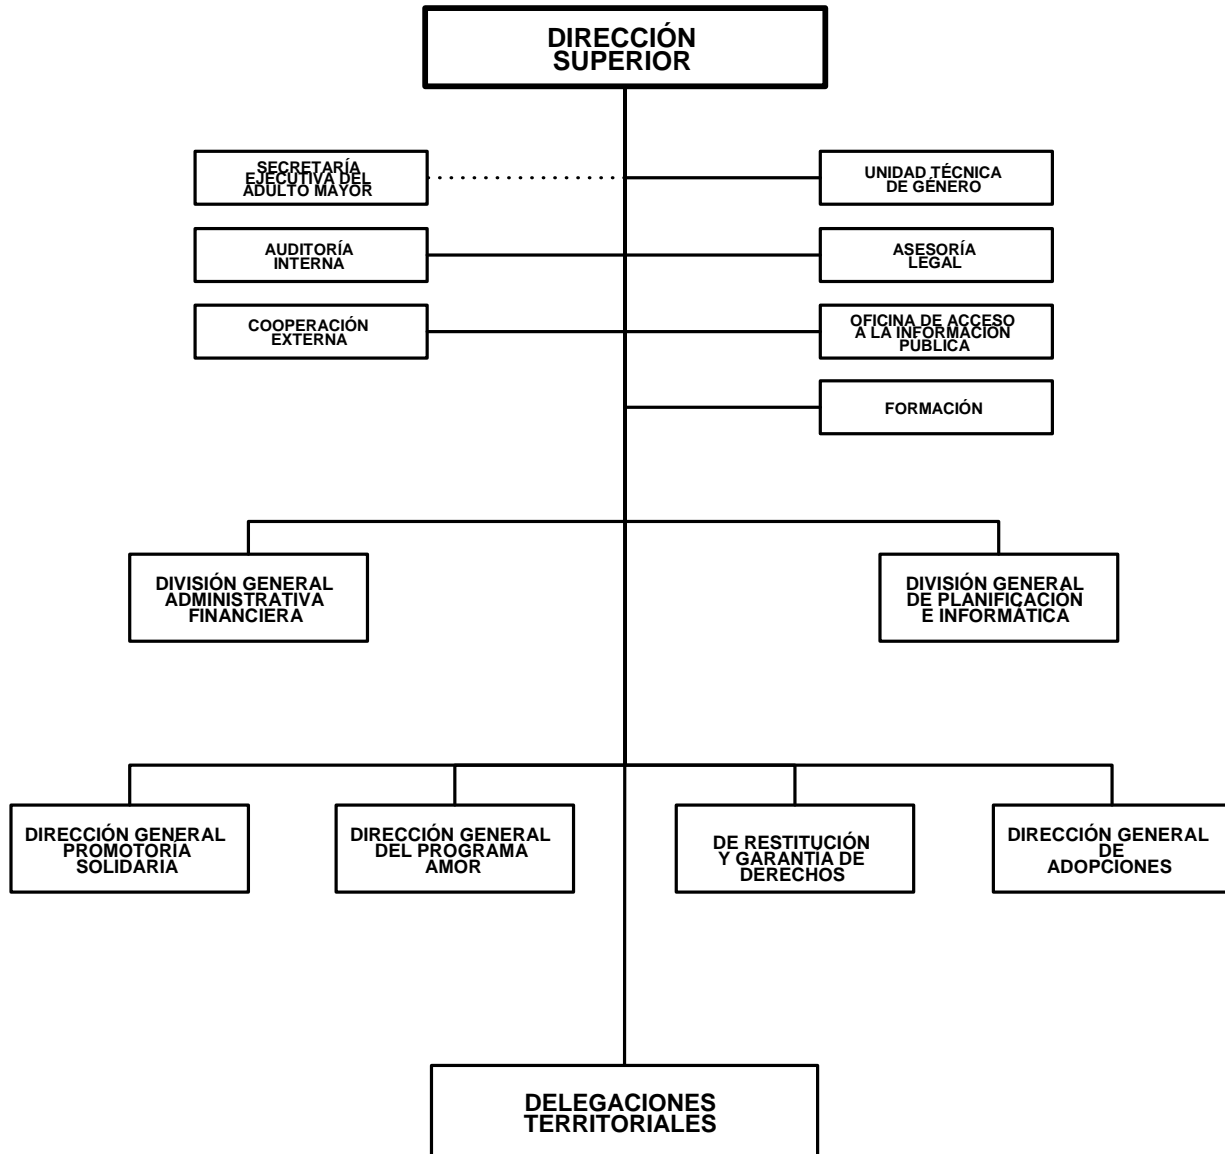 DIRECCIÓN
SUPERIOR
SECRETARÍA
EJECUTIVA DEL
ADULTO MAYOR
UNIDAD TÉCNICA
DE GÉNERO
AUDITORÍA
INTERNA
ASESORÍA
LEGAL
COOPERACIÓN
EXTERNA
OFICINA DE ACCESO
A LA INFORMACIÓN
PÚBLICA
FORMACIÓN
DIVISIÓN GENERAL
ADMINISTRATIVA
FINANCIERA
DIVISIÓN GENERAL
DE PLANIFICACIÓN
E INFORMÁTICA
DIRECCIÓN GENERAL
PROMOTORÍA
SOLIDARIA
DIRECCIÓN GENERAL
DEL PROGRAMA
AMOR
DE RESTITUCIÓN
Y GARANTÍA DE
DERECHOS
DIRECCIÓN GENERAL
DE
ADOPCIONES
DELEGACIONES
TERRITORIALES